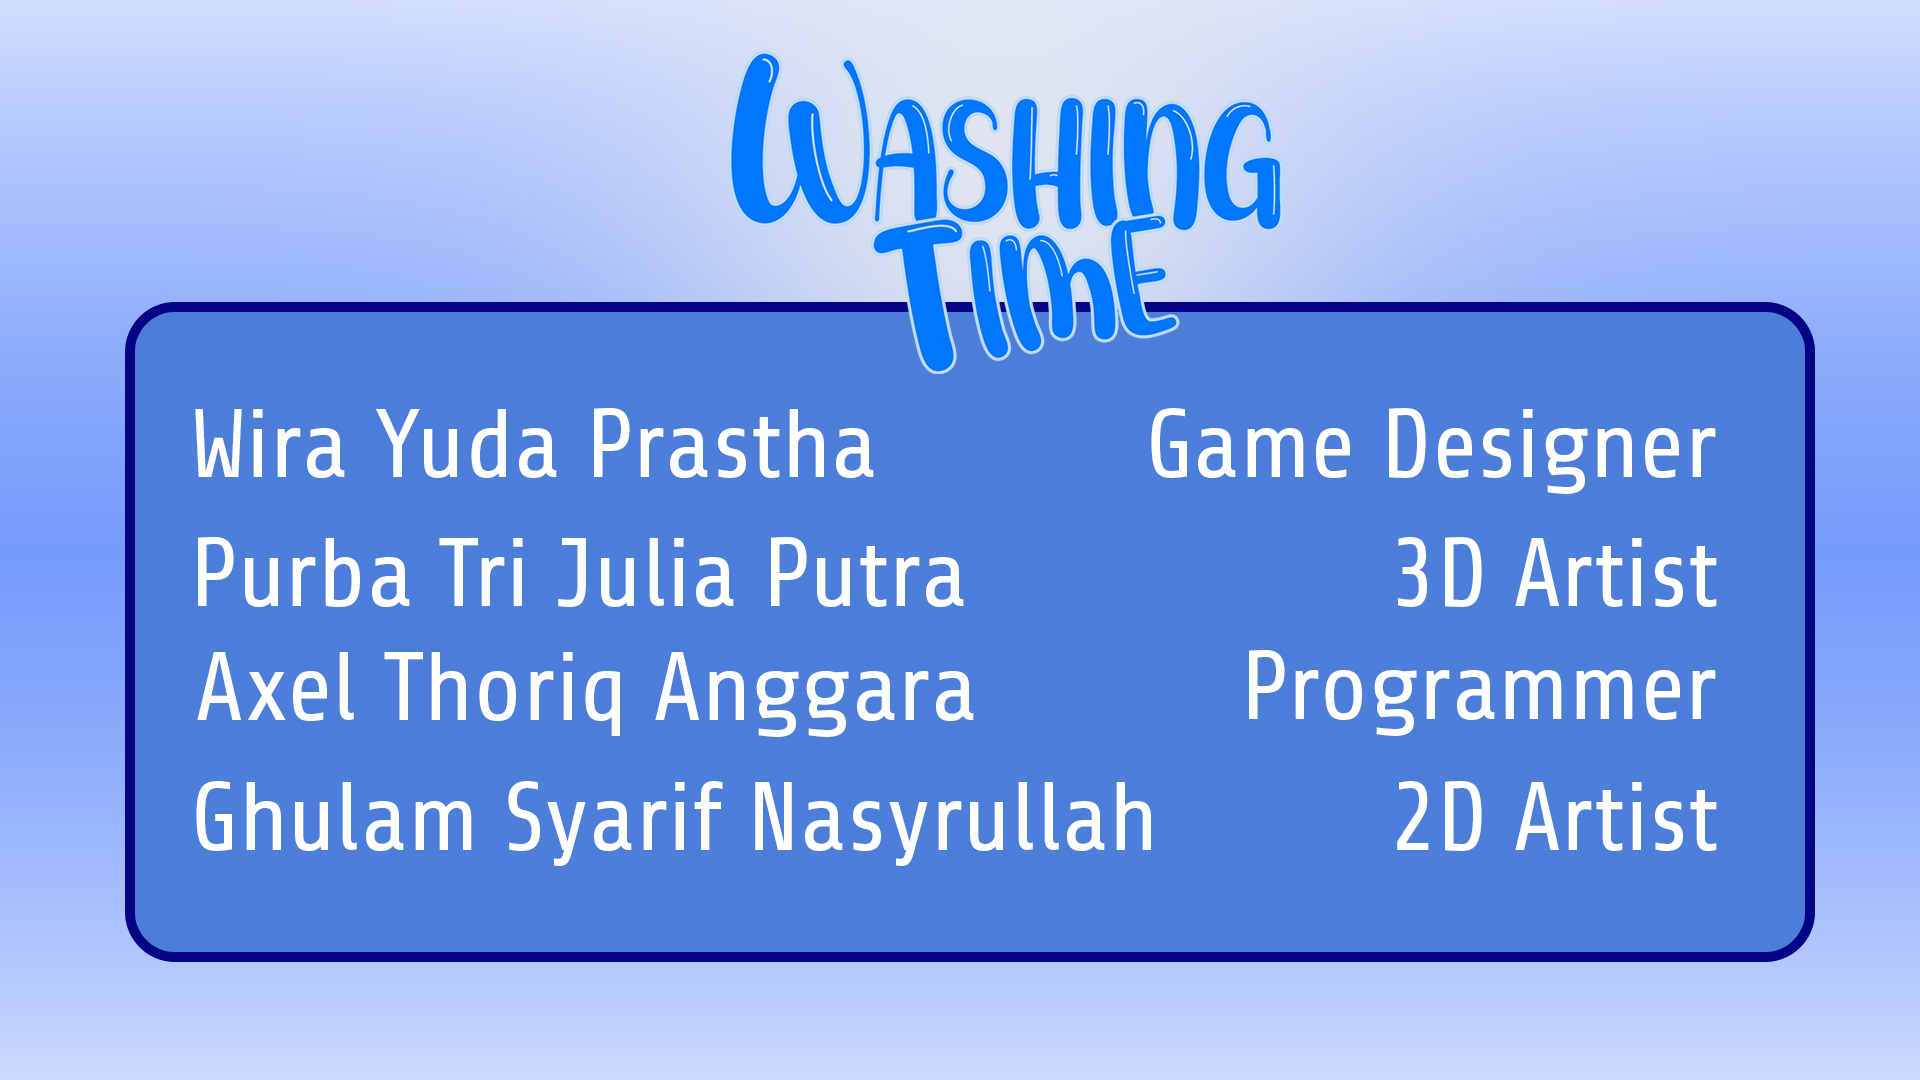 WASHING
TIME
Wira Yuda Prastha Game Designer
Purba Tri Julia Putra 3D Artist
Axel Thoriq Anggara Programmer
Ghulam Syarif Nasyrullah 2D Artist